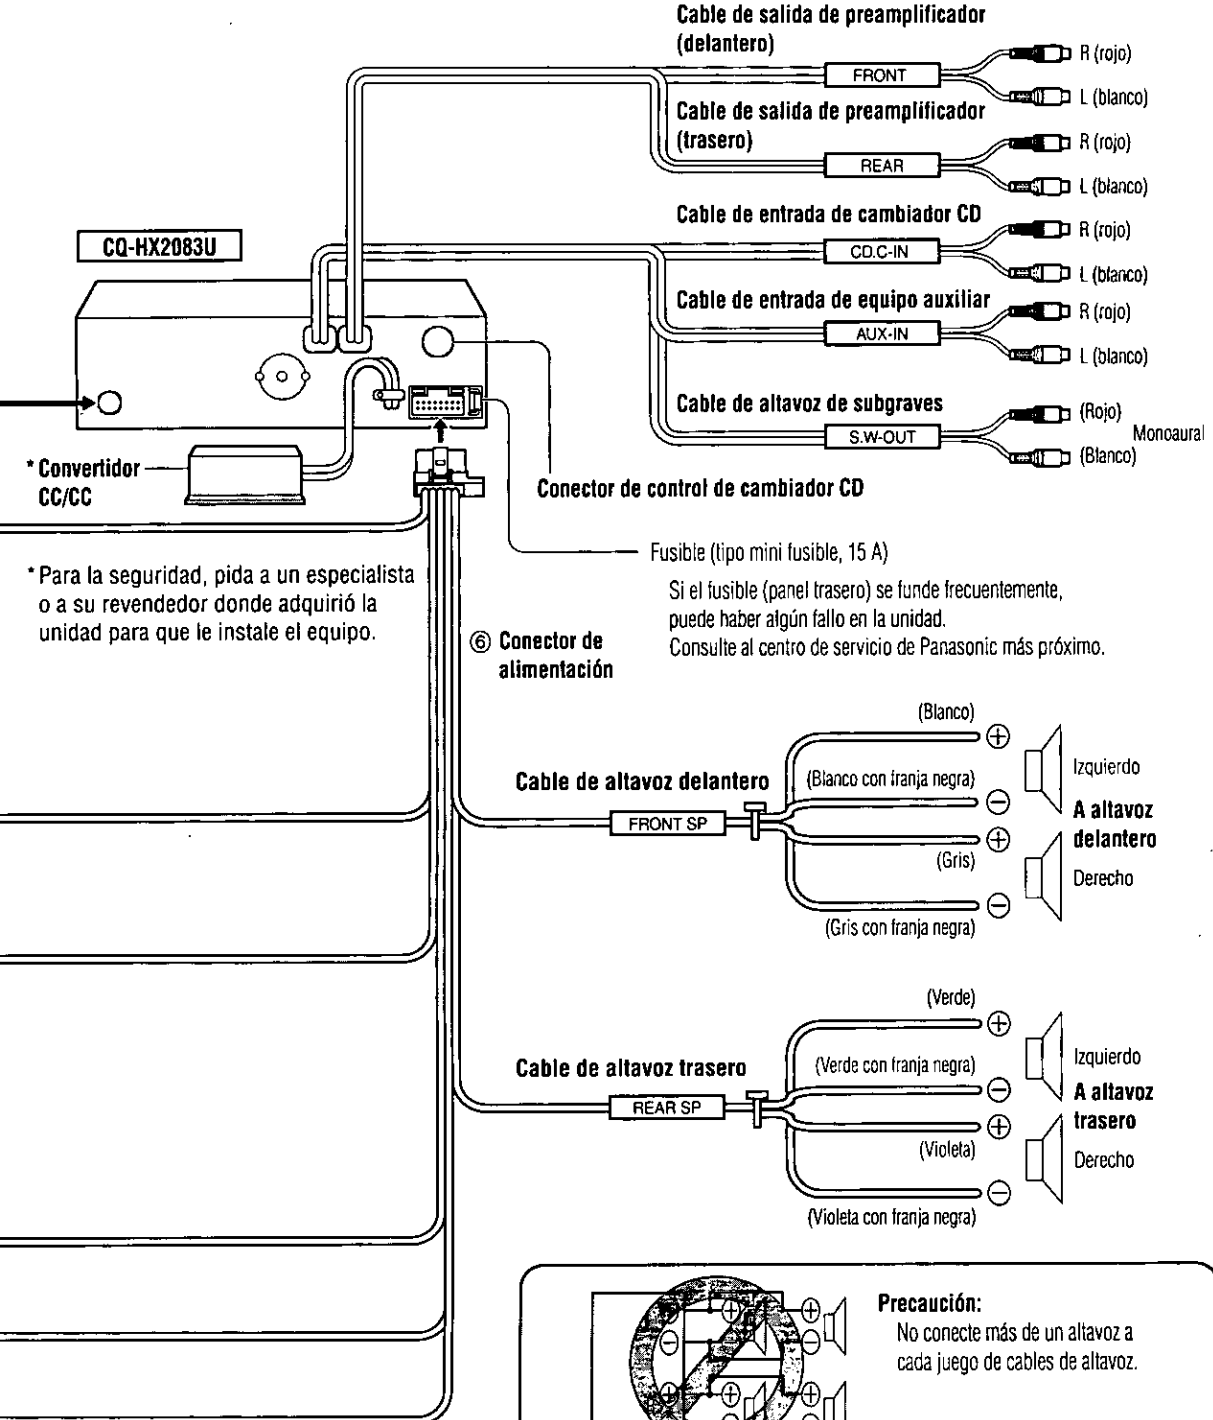 Cable de salida de preamplificador
(delantero)
FRONT
R (rojo)
L (blanco)
Cable de salida de preamplificador
(trasero)
REAR
R (rojo)
L (blanco)
CQ-HX2083U
Cable de entrada de cambiador CD
CD.C-IN
R (rojo)
L (blanco)
Cable de entrada de equipo auxiliar
AUX-IN
R (rojo)
L (blanco)
Cable de altavoz de subgraves
S.W-OUT
(Rojo)
Monoaural
(Blanco)
* Convertidor
CC/CC
Conector de control de cambiador CD
Fusible (tipo mini fusible, 15 A)
Si el fusible (panel trasero) se funde frecuentemente,
puede haber algún fallo en la unidad.
Consulte al centro de servicio de Panasonic más próximo.
* Para la seguridad, pida a un especialista
o a su revendedor donde adquirió la
unidad para que le instale el equipo.
⑥ Conector de
alimentación
Cable de altavoz delantero
FRONT SP
(Blanco)
⊕
(Blanco con franja negra)
⊖
⊕
(Gris)
⊖
(Gris con franja negra)
Izquierdo
A altavoz
delantero
Derecho
Cable de altavoz trasero
REAR SP
(Verde)
⊕
(Verde con franja negra)
⊖
⊕
(Violeta)
⊖
(Violeta con franja negra)
Izquierdo
A altavoz
trasero
Derecho
Precaución:
No conecte más de un altavoz a
cada juego de cables de altavoz.